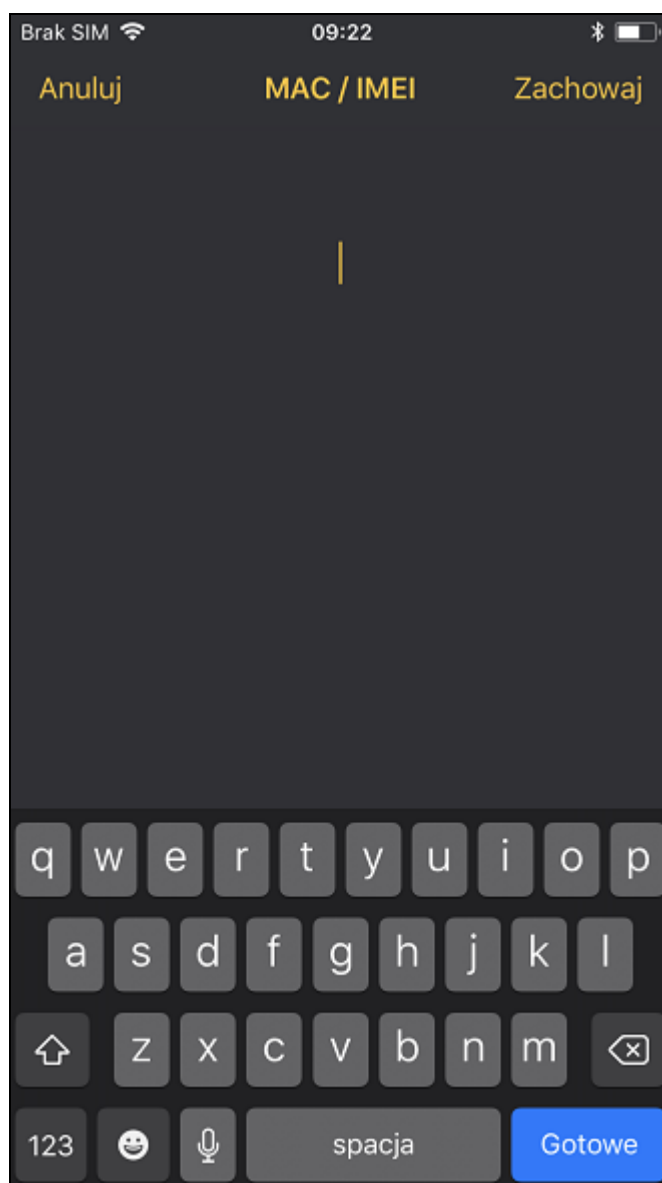 Brak SIM 09:22
Anuluj MAC / IMEI Zachowaj
q w e r t y u i o p
a s d f g h j k l
z x c v b n m
123 spacja Gotowe